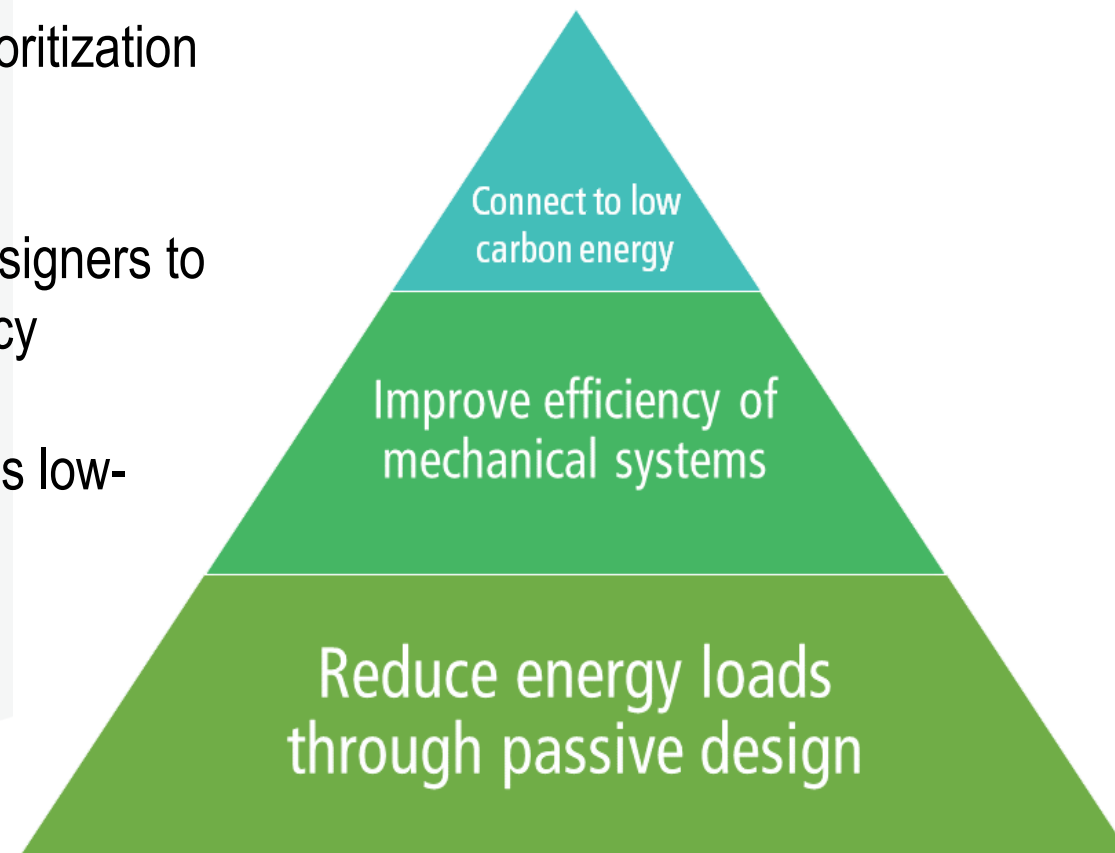 oritization
signers to
cy
s low-
Connect to low
carbon energy
Improve efficiency of
mechanical systems
Reduce energy loads
through passive design